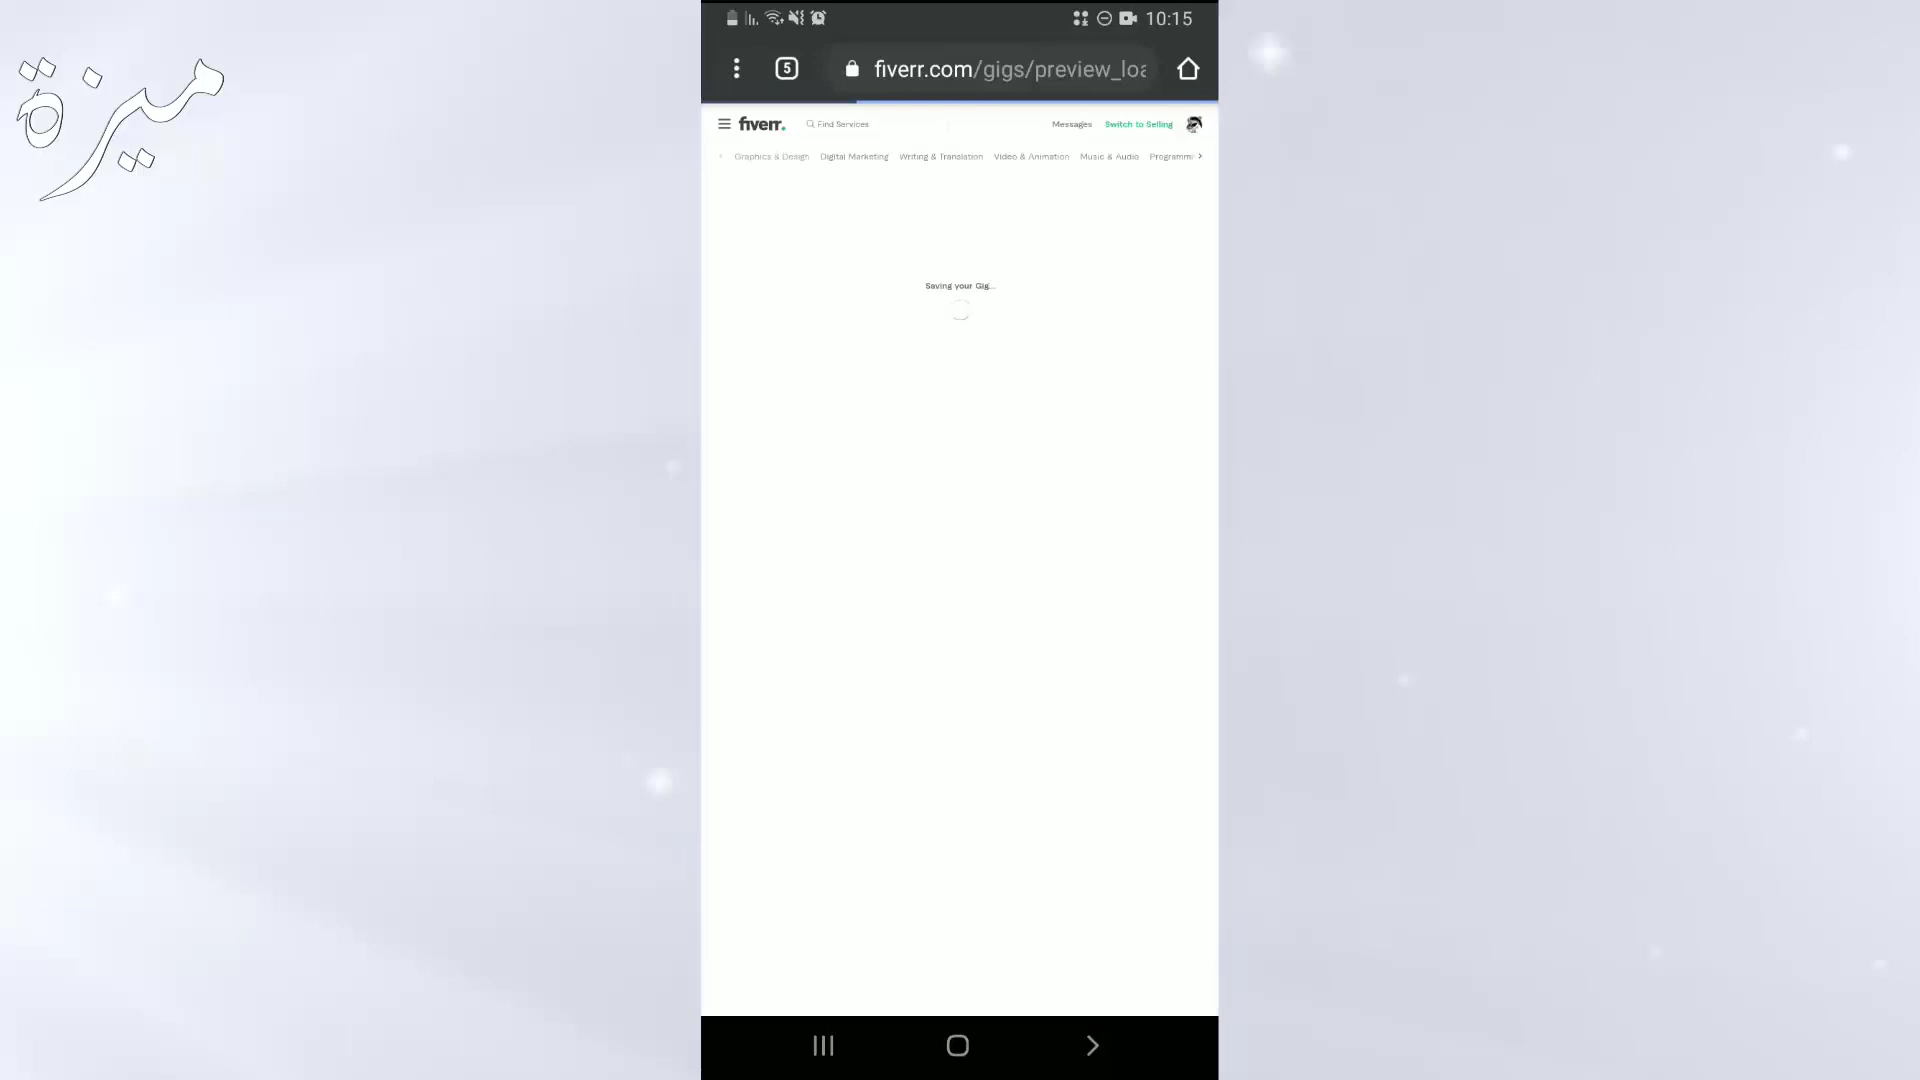 ميزة
10:15
5
fiverr.com/gigs/preview_loa
fiverr.
Find Services
Messages
Switch to Selling
Graphics & Design
Digital Marketing
Writing & Translation
Video & Animation
Music & Audio
Programmi
Saving your Gig...